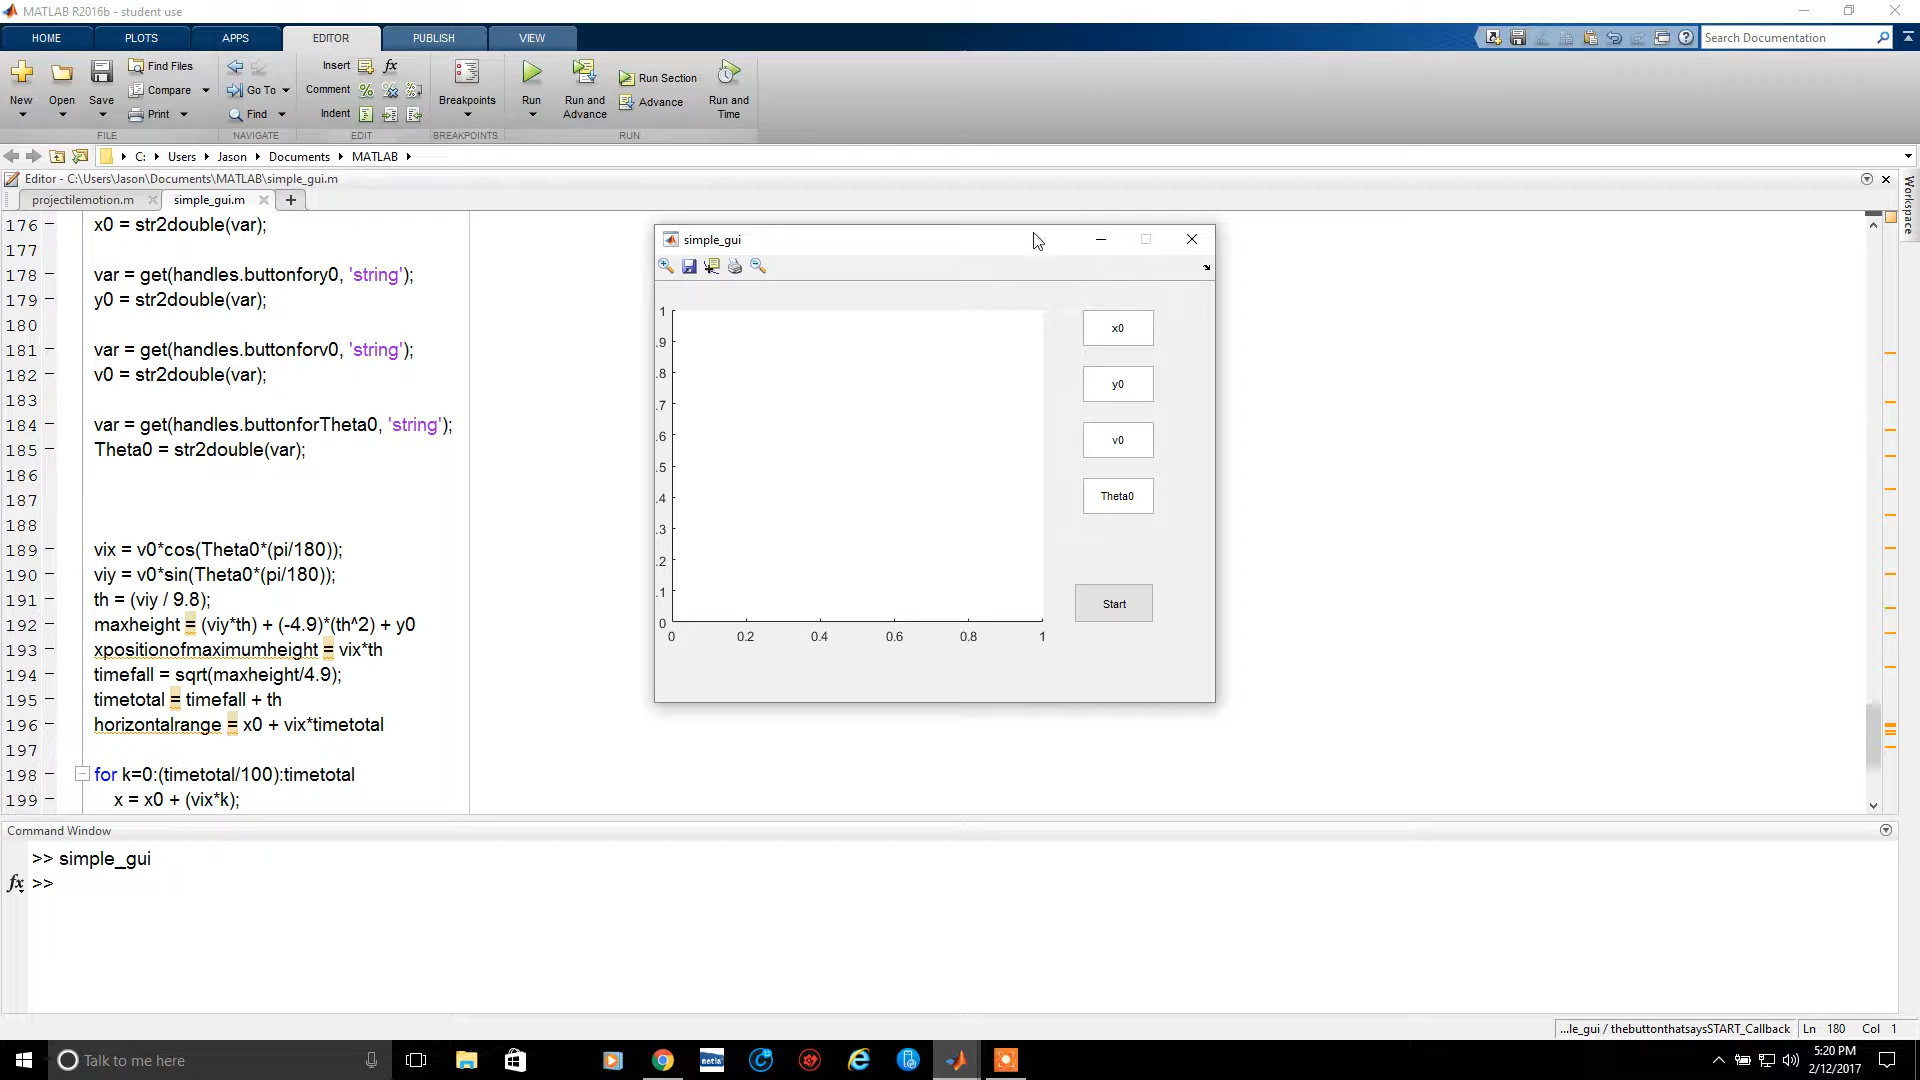 MATLAB R2016b - student use
HOME PLOTS APPS EDITOR PUBLISH VIEW
Search Documentation
New Open Save
Find Files
Compare
Print
FILE
Go To
Find
NAVIGATE
Insert fx
Comment
Indent
EDIT
Breakpoints
BREAKPOINTS
Run
Run and Advance
Run Section
Advance
Run and Time
RUN
C: Users Jason Documents MATLAB
Editor - C:\Users\Jason\Documents\MATLAB\simple_gui.m
Workspace
projectilemotion.m simple_gui.m
176 x0 = str2double(var);
177
178 var = get(handles.buttonfory0, 'string');
179 y0 = str2double(var);
180
181 var = get(handles.buttonforv0, 'string');
182 v0 = str2double(var);
183
184 var = get(handles.buttonforTheta0, 'string');
185 Theta0 = str2double(var);
186
187
188
189 vix = v0*cos(Theta0*(pi/180));
190 viy = v0*sin(Theta0*(pi/180));
191 th = (viy / 9.8);
192 maxheight = (viy*th) + (-4.9)*(th^2) + y0
193 xpositionofmaximumheight = vix*th
194 timefall = sqrt(maxheight/4.9);
195 timetotal = timefall + th
196 horizontalrange = x0 + vix*timetotal
197
198 for k=0:(timetotal/100):timetotal
199 x = x0 + (vix*k);
simple_gui
1
.9
.8
.7
.6
.5
.4
.3
.2
.1
0
0 0.2 0.4 0.6 0.8 1
x0
y0
v0
Theta0
Start
Command Window
>> simple_gui
fx >>
...le_gui / thebuttonthatsaysSTART_Callback Ln 180 Col 1
Talk to me here
netis
5:20 PM
2/12/2017